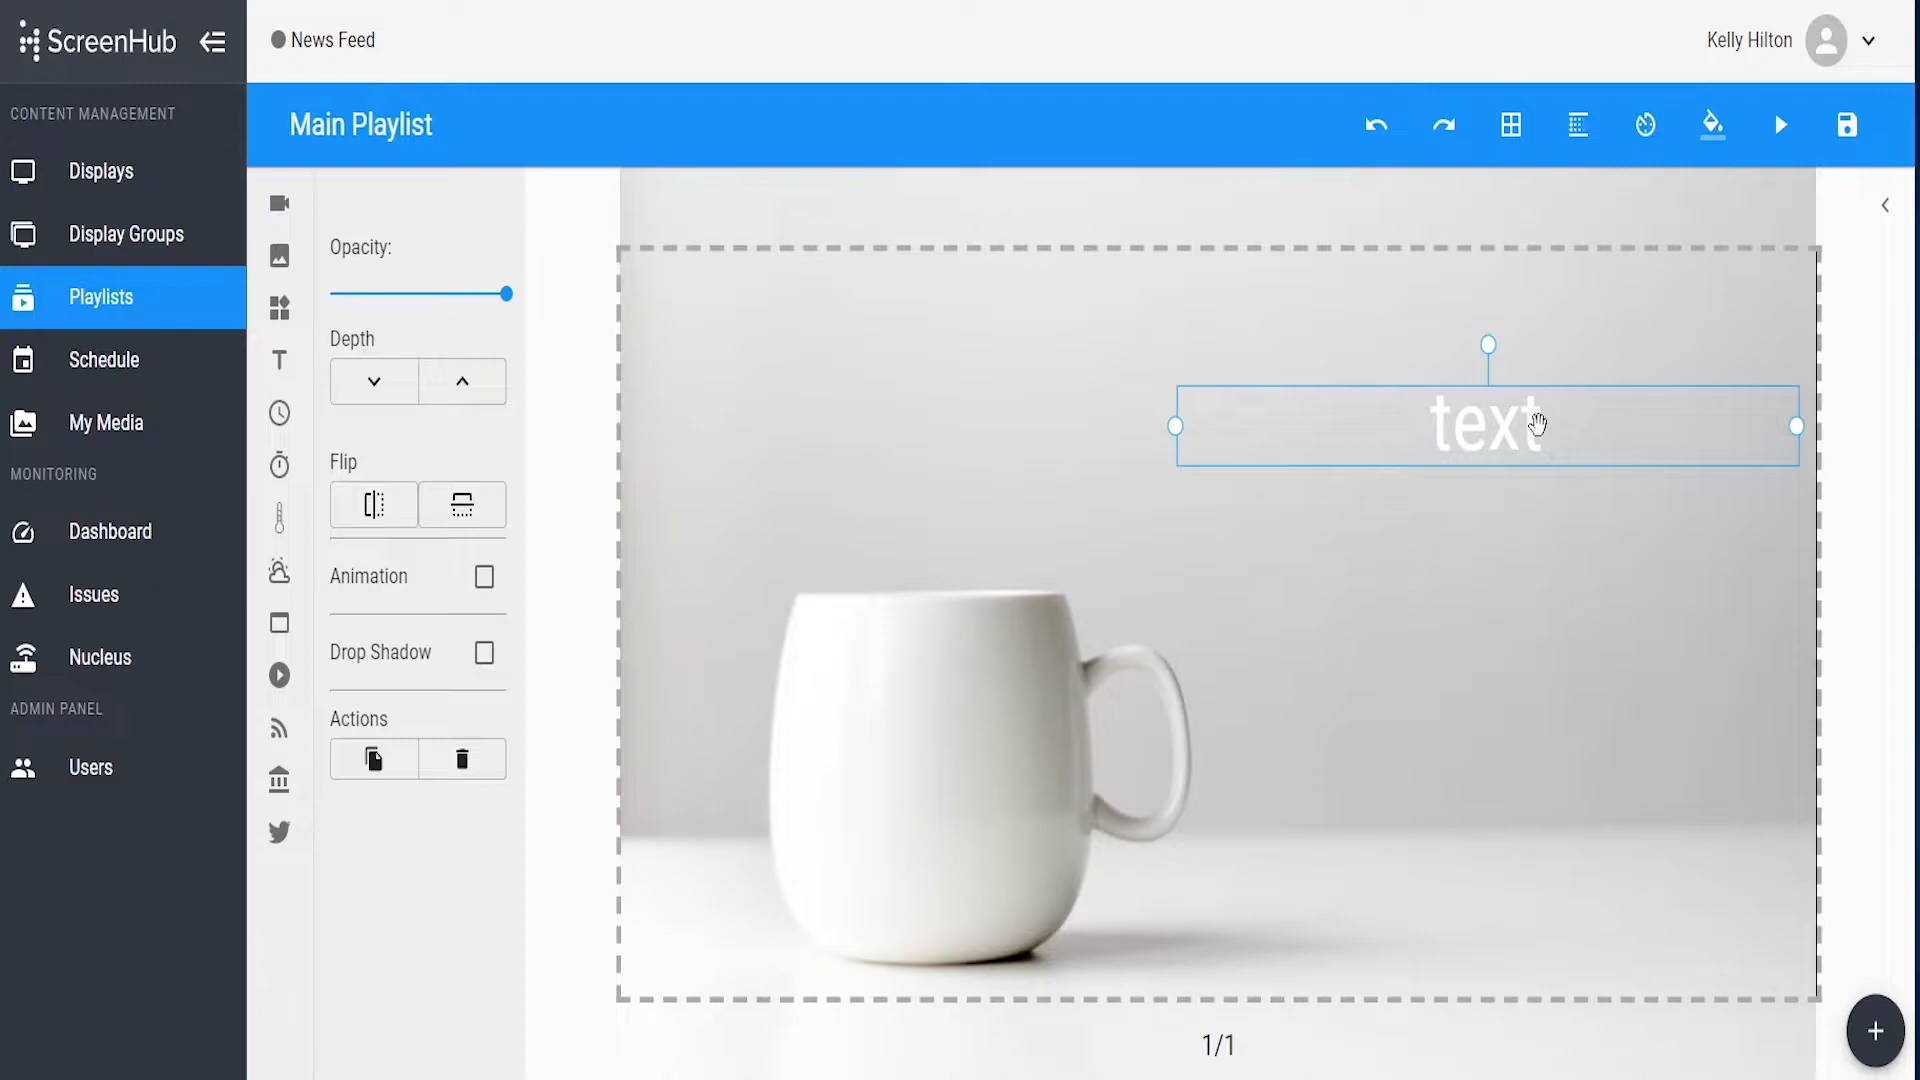 ScreenHub
News Feed
Kelly Hilton
CONTENT MANAGEMENT
Main Playlist
Displays
Display Groups
Playlists
Schedule
My Media
MONITORING
Dashboard
Issues
Nucleus
ADMIN PANEL
Users
Opacity:
Depth
Flip
Animation
Drop Shadow
Actions
T
text
1/1